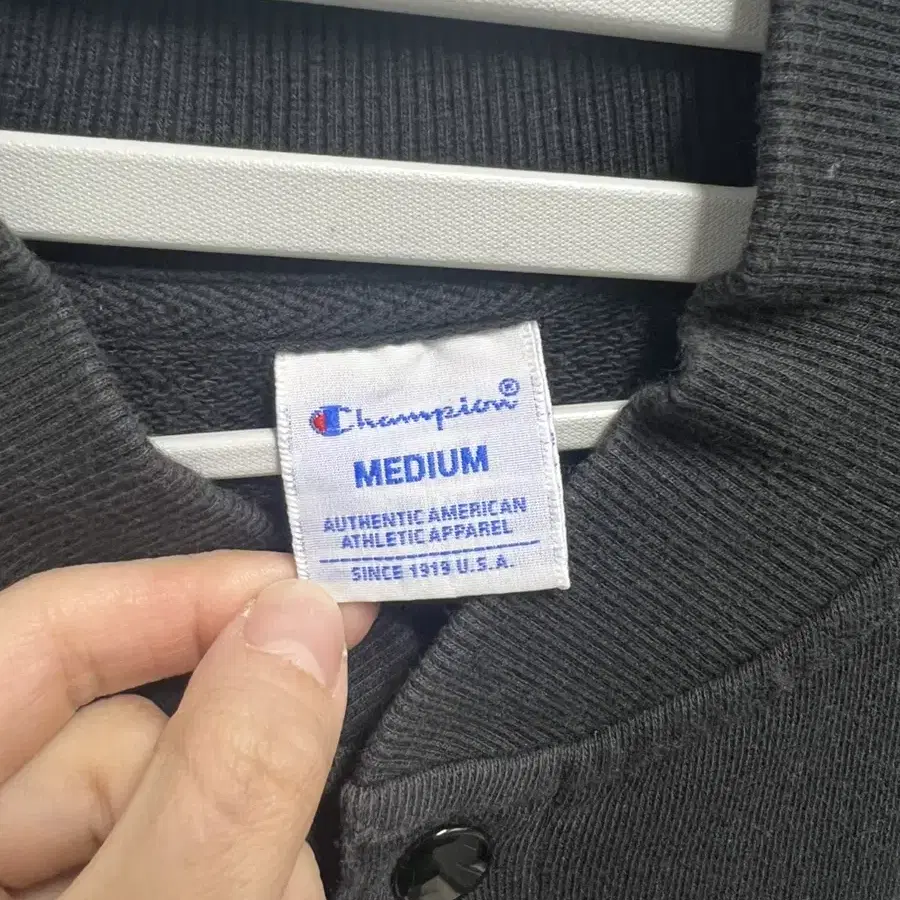 Champion®
MEDIUM
AUTHENTIC AMERICAN
ATHLETIC APPAREL
SINCE 1919 U.S.A.